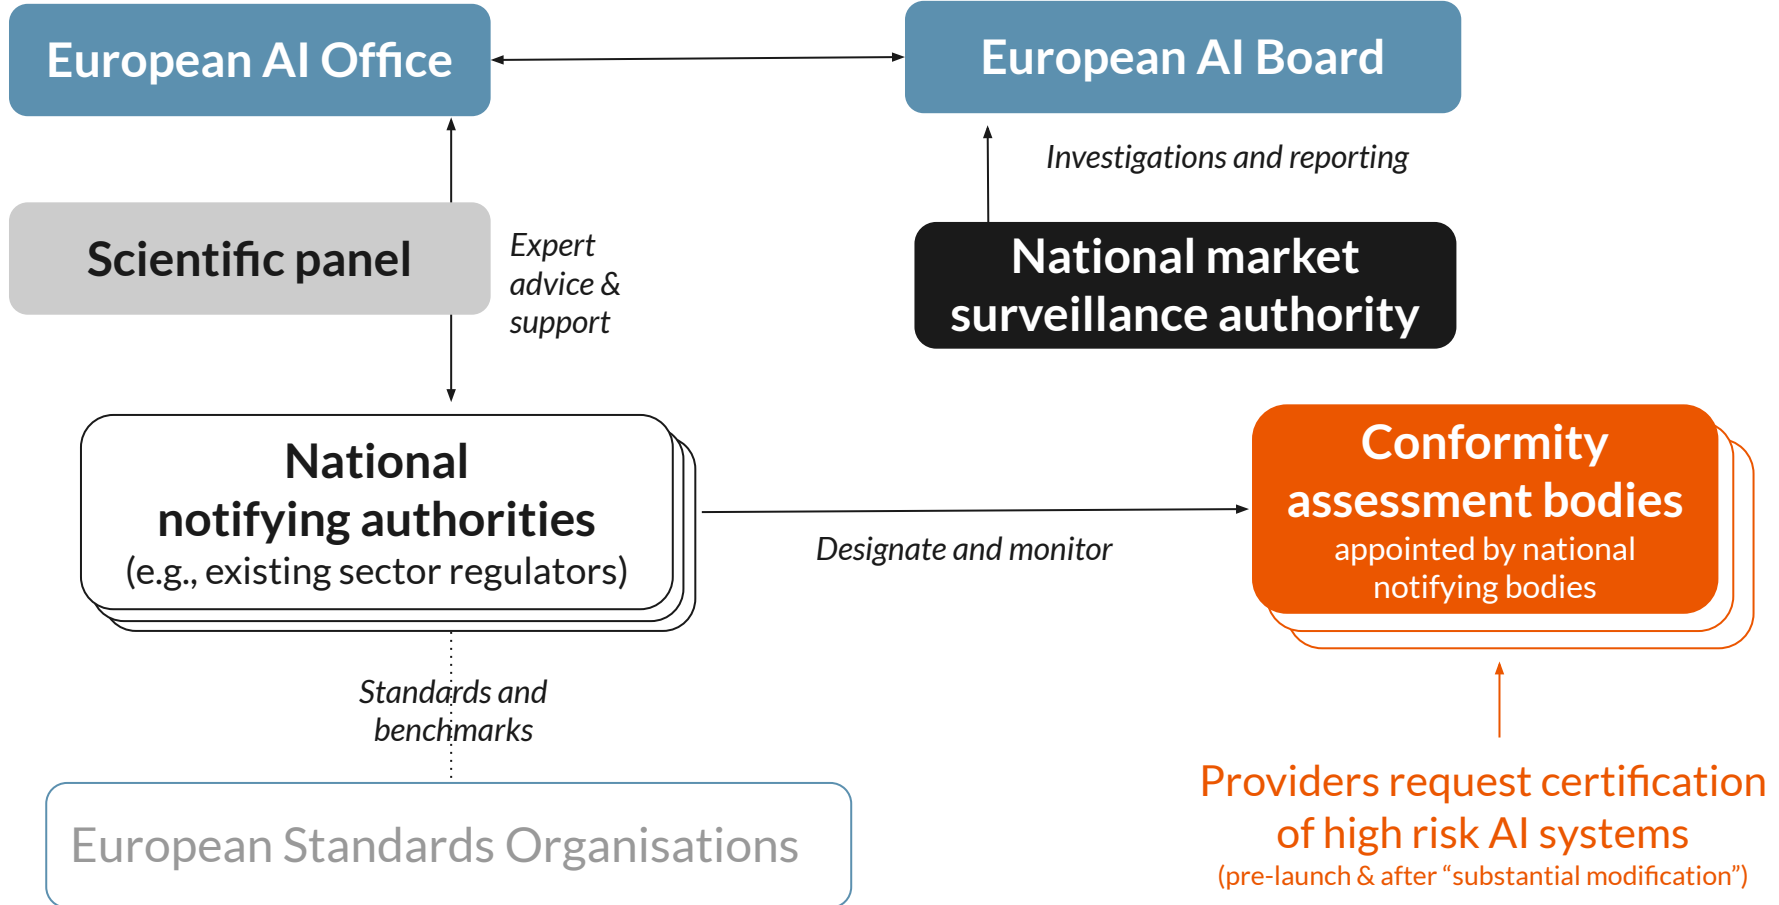 European AI Office
European AI Board
Investigations and reporting
Scientific panel
Expert
advice &
support
National market
surveillance authority
National
notifying authorities
(e.g., existing sector regulators)
Designate and monitor
Conformity
assessment bodies
appointed by national
notifying bodies
Standards and
benchmarks
European Standards Organisations
Providers request certification
of high risk AI systems
(pre-launch & after “substantial modification”)